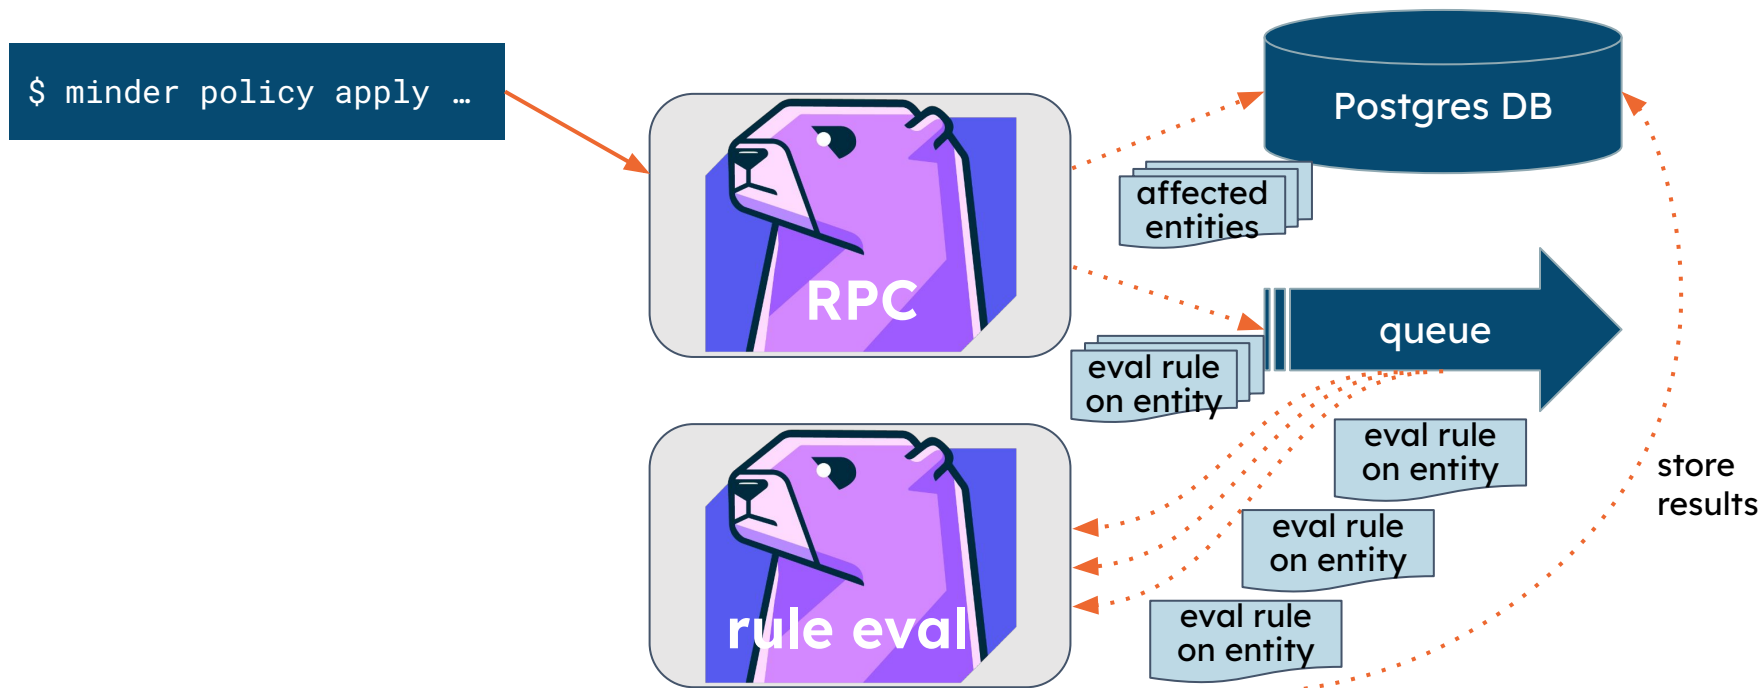 $ minder policy apply …
Postgres DB
affected
entities
RPC
queue
eval rule
on entity
eval rule
on entity
store
results
eval rule
on entity
rule eval
eval rule
on entity